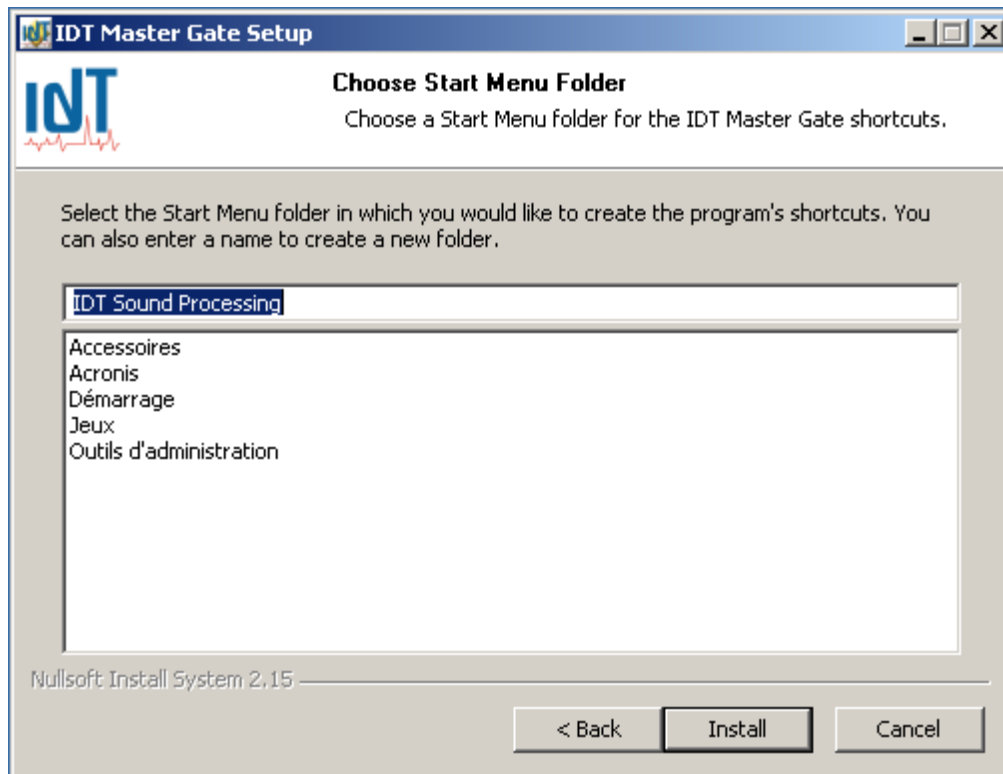 IDT Master Gate Setup
IDT
Choose Start Menu Folder
Choose a Start Menu folder for the IDT Master Gate shortcuts.
Select the Start Menu folder in which you would like to create the program's shortcuts. You
can also enter a name to create a new folder.
IDT Sound Processing
Accessoires
Acronis
Démarrage
Jeux
Outils d'administration
Nullsoft Install System 2.15
< Back
Install
Cancel